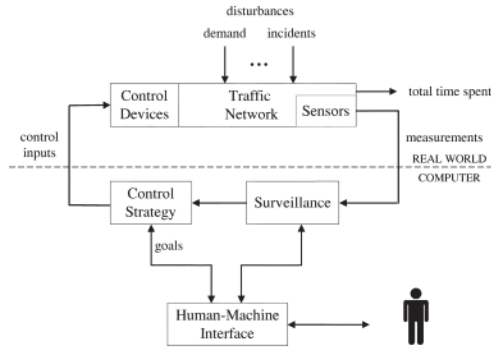 disturbances
demand
incidents
...
Control
Devices
Traffic
Network
Sensors
total time spent
control
inputs
measurements
REAL WORLD
COMPUTER
Control
Strategy
Surveillance
goals
Human-Machine
Interface